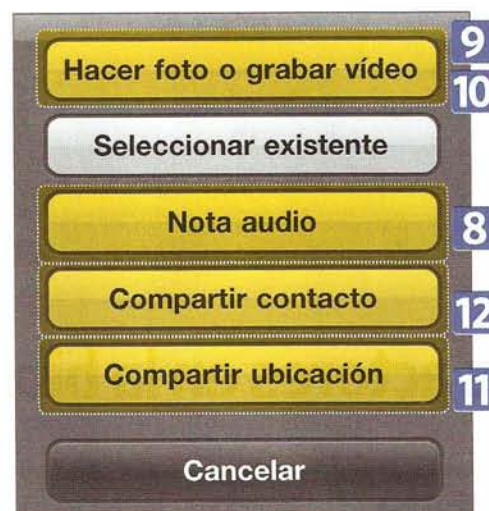 Hacer foto o grabar vídeo 9
10
Seleccionar existente
Nota audio 8
Compartir contacto 12
Compartir ubicación 11
Cancelar